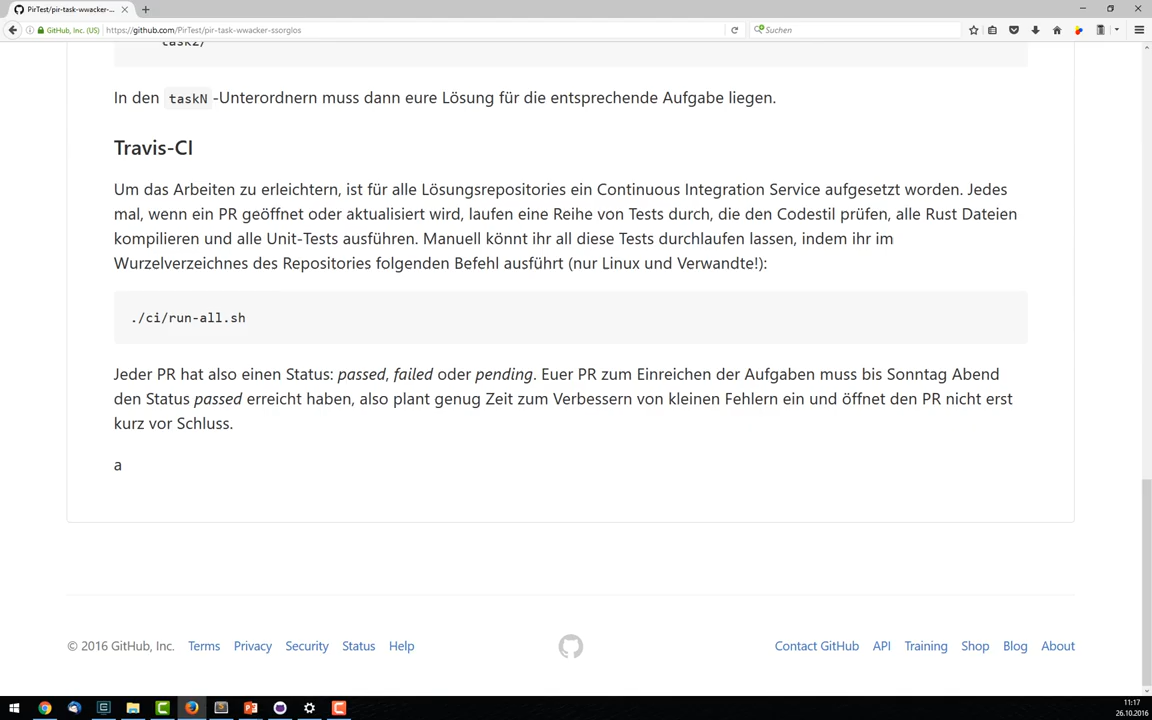 PirTest/pir-task-wwacker-...
GitHub, Inc. (US) https://github.com/PirTest/pir-task-wwacker-ssorglos Suchen
task2/
In den taskN-Unterordnern muss dann eure Lösung für die entsprechende Aufgabe liegen.
Travis-CI
Um das Arbeiten zu erleichtern, ist für alle Lösungsrepositories ein Continuous Integration Service aufgesetzt worden. Jedes
mal, wenn ein PR geöffnet oder aktualisiert wird, laufen eine Reihe von Tests durch, die den Codestil prüfen, alle Rust Dateien
kompilieren und alle Unit-Tests ausführen. Manuell könnt ihr all diese Tests durchlaufen lassen, indem ihr im
Wurzelverzeichnes des Repositories folgenden Befehl ausführt (nur Linux und Verwandte!):
./ci/run-all.sh
Jeder PR hat also einen Status: passed, failed oder pending. Euer PR zum Einreichen der Aufgaben muss bis Sonntag Abend
den Status passed erreicht haben, also plant genug Zeit zum Verbessern von kleinen Fehlern ein und öffnet den PR nicht erst
kurz vor Schluss.
a
© 2016 GitHub, Inc. Terms Privacy Security Status Help Contact GitHub API Training Shop Blog About
11:17
26.10.2016